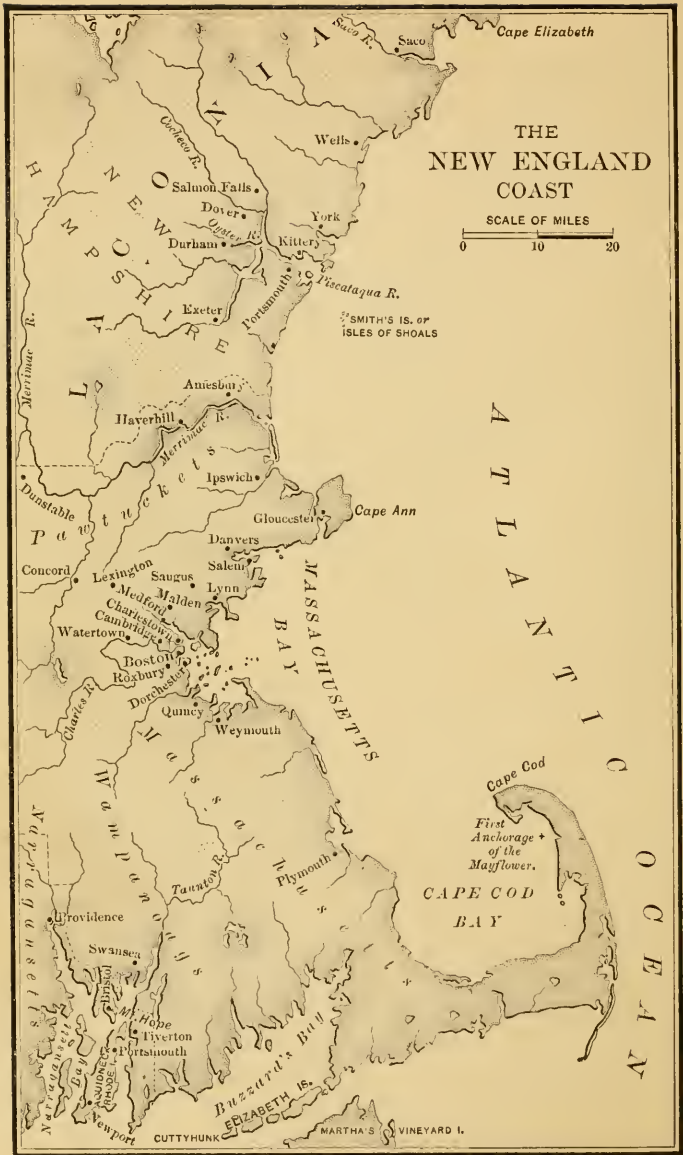 Saco R.
Saco
Cape Elizabeth
THE
NEW ENGLAND
COAST
SCALE OF MILES
0 10 20
Wells
Cocheco R.
LACONIA
NEW
HAMPSHIRE
Salmon Falls
Dover
Oyster R.
Durham
York
Kittery
Piscataqua R.
Portsmouth
Exeter
SMITH'S IS. or
ISLES OF SHOALS
Merrimac R.
Amesbury
Haverhill
Merrimac R.
Dunstable
Pawtuckets
Ipswich
Gloucester
Cape Ann
Danvers
Salem
Concord
Lexington
Saugus
Lynn
Medford
Malden
Charlestown
Cambridge
Watertown
Boston
Roxbury
Dorchester
Charles R.
Quincy
Weymouth
MASSACHUSETTS
BAY
ATLANTIC OCEAN
Massachusetts
Wampanoags
Narragansetts
Cape Cod
First
Anchorage +
of the
Mayflower.
CAPE COD
BAY
Plymouth
Taunton R.
Providence
Swansea
Bristol
Mt. Hope
Tiverton
Portsmouth
AQUIDNECK
RHODE I.
Narragansett
Bay
Newport
Buzzard's Bay
ELIZABETH IS.
CUTTYHUNK
MARTHA'S VINEYARD I.